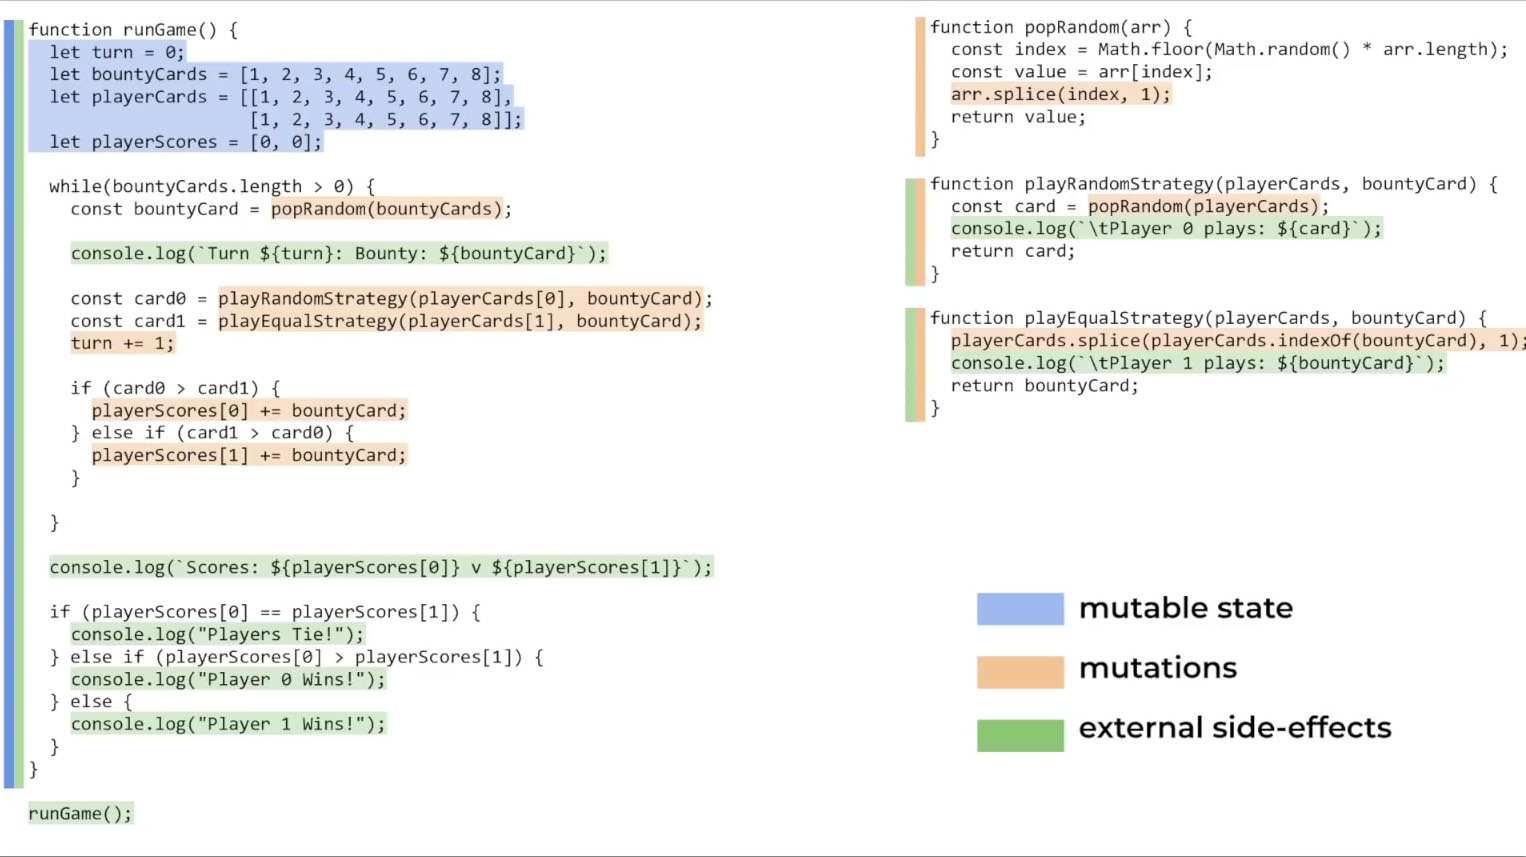 function runGame() {
  let turn = 0;
  let bountyCards = [1, 2, 3, 4, 5, 6, 7, 8];
  let playerCards = [[1, 2, 3, 4, 5, 6, 7, 8],
                     [1, 2, 3, 4, 5, 6, 7, 8]];
  let playerScores = [0, 0];
  while(bountyCards.length > 0) {
    const bountyCard = popRandom(bountyCards);
    console.log(`Turn ${turn}: Bounty: ${bountyCard}`);
    const card0 = playRandomStrategy(playerCards[0], bountyCard);
    const card1 = playEqualStrategy(playerCards[1], bountyCard);
    turn += 1;
    if (card0 > card1) {
      playerScores[0] += bountyCard;
    } else if (card1 > card0) {
      playerScores[1] += bountyCard;
    }
  }
  console.log(`Scores: ${playerScores[0]} v ${playerScores[1]}`);
  if (playerScores[0] == playerScores[1]) {
    console.log("Players Tie!");
  } else if (playerScores[0] > playerScores[1]) {
    console.log("Player 0 Wins!");
  } else {
    console.log("Player 1 Wins!");
  }
}
runGame();
function popRandom(arr) {
  const index = Math.floor(Math.random() * arr.length);
  const value = arr[index];
  arr.splice(index, 1);
  return value;
}
function playRandomStrategy(playerCards, bountyCard) {
  const card = popRandom(playerCards);
  console.log(`\tPlayer 0 plays: ${card}`);
  return card;
}
function playEqualStrategy(playerCards, bountyCard) {
  playerCards.splice(playerCards.indexOf(bountyCard), 1);
  console.log(`\tPlayer 1 plays: ${bountyCard}`);
  return bountyCard;
}
mutable state
mutations
external side-effects